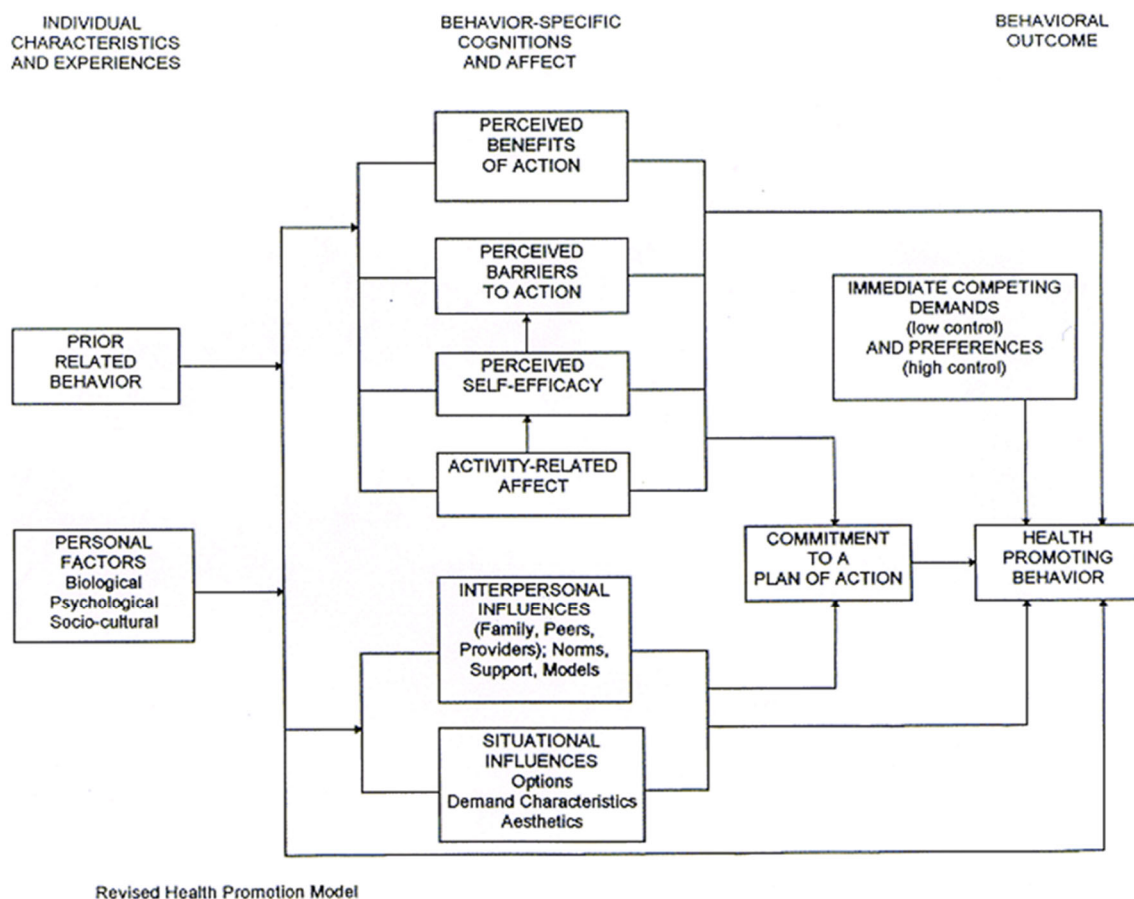 INDIVIDUAL
CHARACTERISTICS
AND EXPERIENCES
BEHAVIOR-SPECIFIC
COGNITIONS
AND AFFECT
BEHAVIORAL
OUTCOME
PERCEIVED
BENEFITS
OF ACTION
PERCEIVED
BARRIERS
TO ACTION
IMMEDIATE COMPETING
DEMANDS
(low control)
AND PREFERENCES
(high control)
PRIOR
RELATED
BEHAVIOR
PERCEIVED
SELF-EFFICACY
ACTIVITY-RELATED
AFFECT
PERSONAL
FACTORS
Biological
Psychological
Socio-cultural
COMMITMENT
TO A
PLAN OF ACTION
HEALTH
PROMOTING
BEHAVIOR
INTERPERSONAL
INFLUENCES
(Family, Peers,
Providers); Norms,
Support, Models
SITUATIONAL
INFLUENCES
Options
Demand Characteristics
Aesthetics
Revised Health Promotion Model